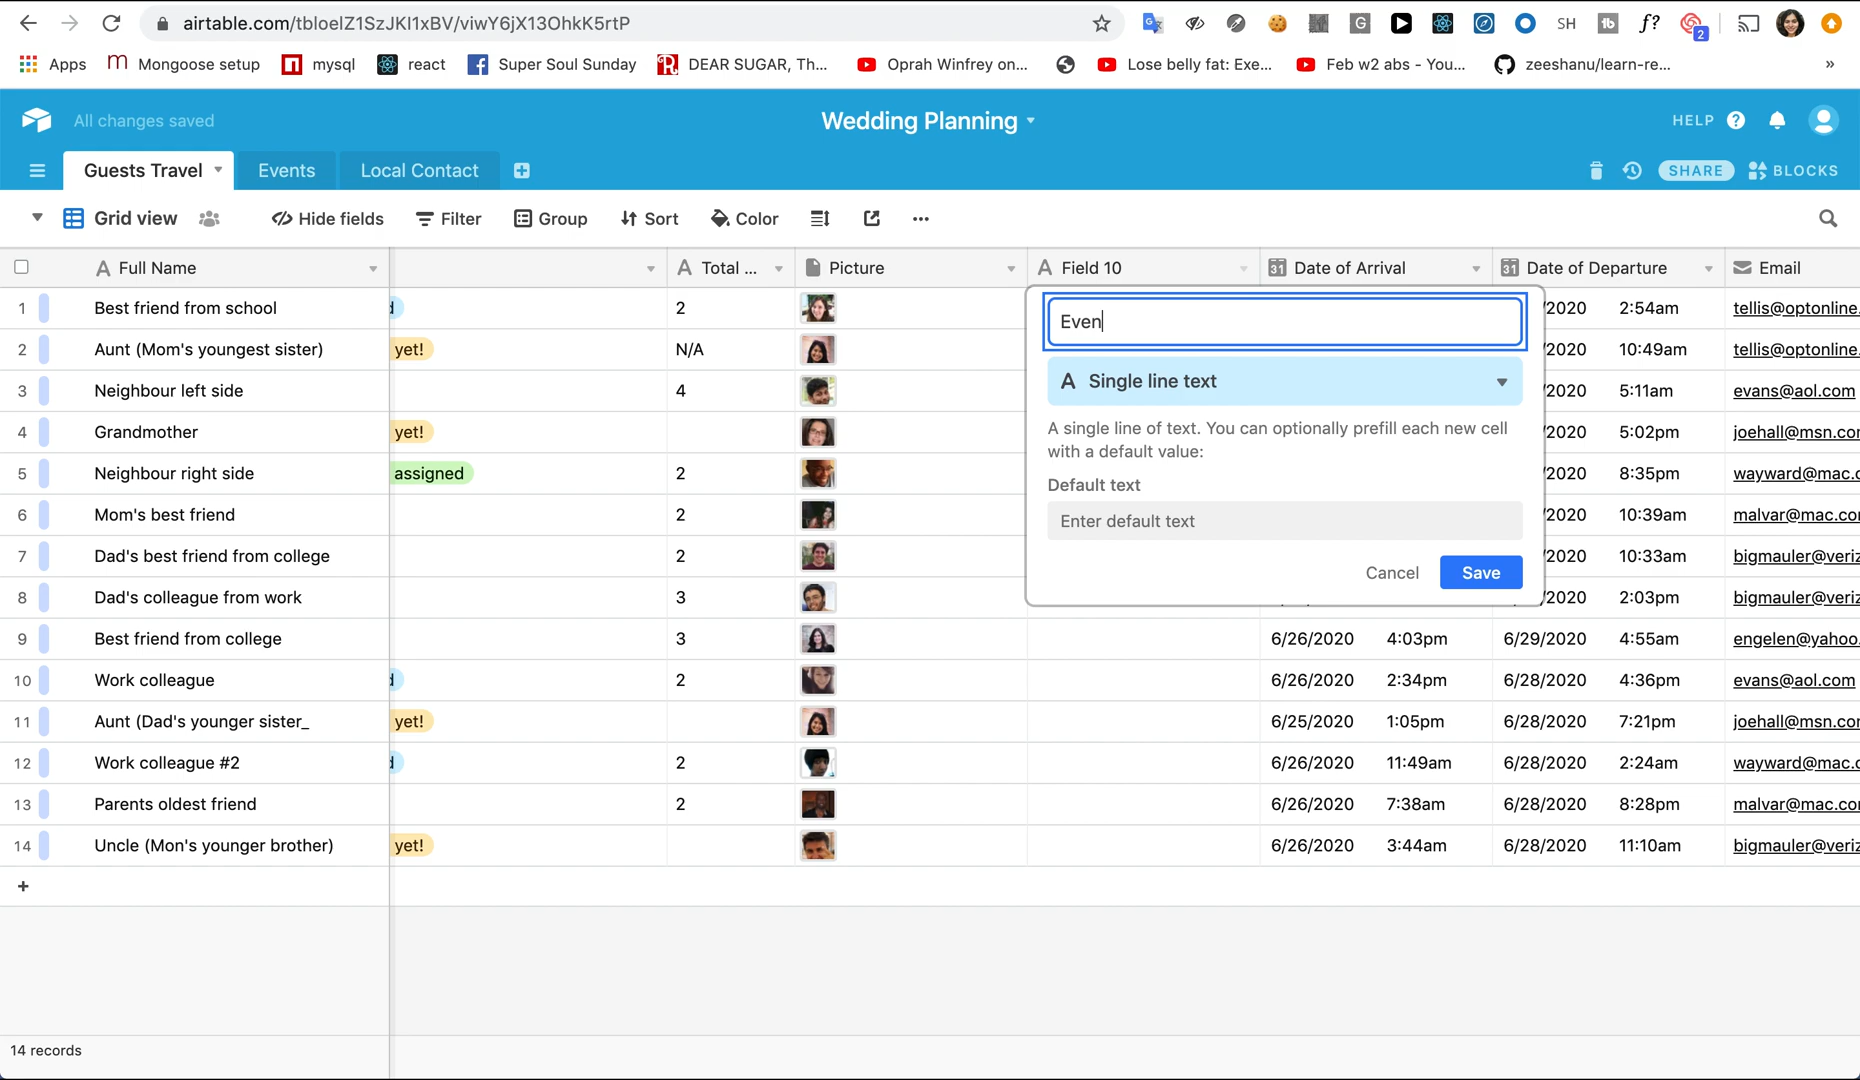 airtable.com/tbloelZ1SzJKI1xBV/viwY6jX13OhkK5rtP
G SH tb f? 2
Apps Mongoose setup mysql react Super Soul Sunday DEAR SUGAR, Th... Oprah Winfrey on... Lose belly fat: Exe... Feb w2 abs - You... zeeshanu/learn-re... »
All changes saved Wedding Planning HELP ?
Guests Travel Events Local Contact SHARE BLOCKS
Grid view Hide fields Filter Group Sort Color
A Full Name A Total ... Picture A Field 10 31 Date of Arrival 31 Date of Departure Email
1 Best friend from school d 2 Even /2020 2:54am tellis@optonline.
2 Aunt (Mom's youngest sister) yet! N/A /2020 10:49am tellis@optonline.
3 Neighbour left side 4 A Single line text /2020 5:11am evans@aol.com
A single line of text. You can optionally prefill each new cell
4 Grandmother yet! /2020 5:02pm joehall@msn.com
with a default value:
5 Neighbour right side assigned 2 Default text /2020 8:35pm wayward@mac.c
6 Mom's best friend 2 Enter default text /2020 10:39am malvar@mac.co
7 Dad's best friend from college 2 Cancel Save /2020 10:33am bigmauler@veriz
8 Dad's colleague from work 3 /2020 2:03pm bigmauler@veriz
9 Best friend from college 3 6/26/2020 4:03pm 6/29/2020 4:55am engelen@yahoo.
10 Work colleague d 2 6/26/2020 2:34pm 6/28/2020 4:36pm evans@aol.com
11 Aunt (Dad's younger sister_ yet! 6/25/2020 1:05pm 6/28/2020 7:21pm joehall@msn.com
12 Work colleague #2 d 2 6/26/2020 11:49am 6/28/2020 2:24am wayward@mac.c
13 Parents oldest friend 2 6/26/2020 7:38am 6/28/2020 8:28pm malvar@mac.co
14 Uncle (Mon's younger brother) yet! 6/26/2020 3:44am 6/28/2020 11:10am bigmauler@veriz
+
14 records